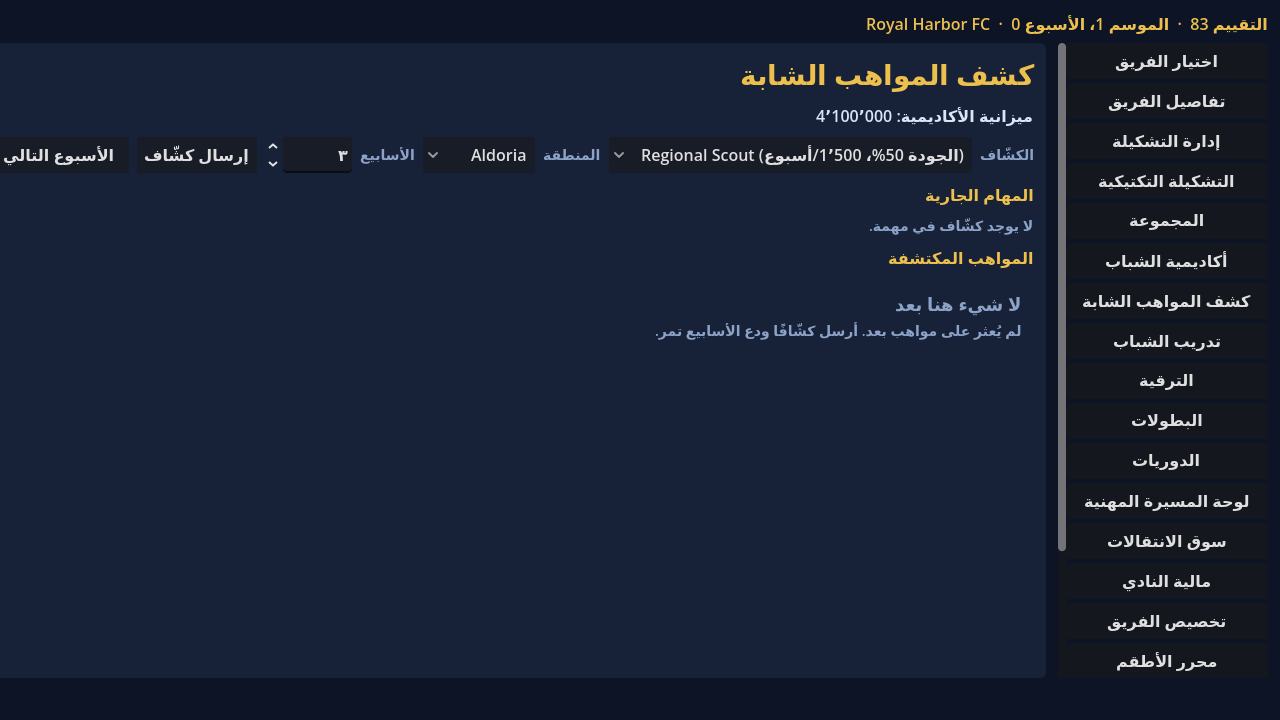 التقييم 83 · الموسم 1، الأسبوع 0 · Royal Harbor FC
اختيار الفريق
تفاصيل الفريق
إدارة التشكيلة
التشكيلة التكتيكية
المجموعة
أكاديمية الشباب
كشف المواهب الشابة
تدريب الشباب
الترقية
البطولات
الدوريات
لوحة المسيرة المهنية
سوق الانتقالات
مالية النادي
تخصيص الفريق
محرر الأطقم
كشف المواهب الشابة
ميزانية الأكاديمية: 4٬100٬000
الكشّاف Regional Scout (الجودة 50%، 1٬500/أسبوع) المنطقة Aldoria الأسابيع ٣ إرسال كشّاف الأسبوع التالي
المهام الجارية
لا يوجد كشّاف في مهمة.
المواهب المكتشفة
لا شيء هنا بعد
لم يُعثر على مواهب بعد. أرسل كشّافًا ودع الأسابيع تمر.